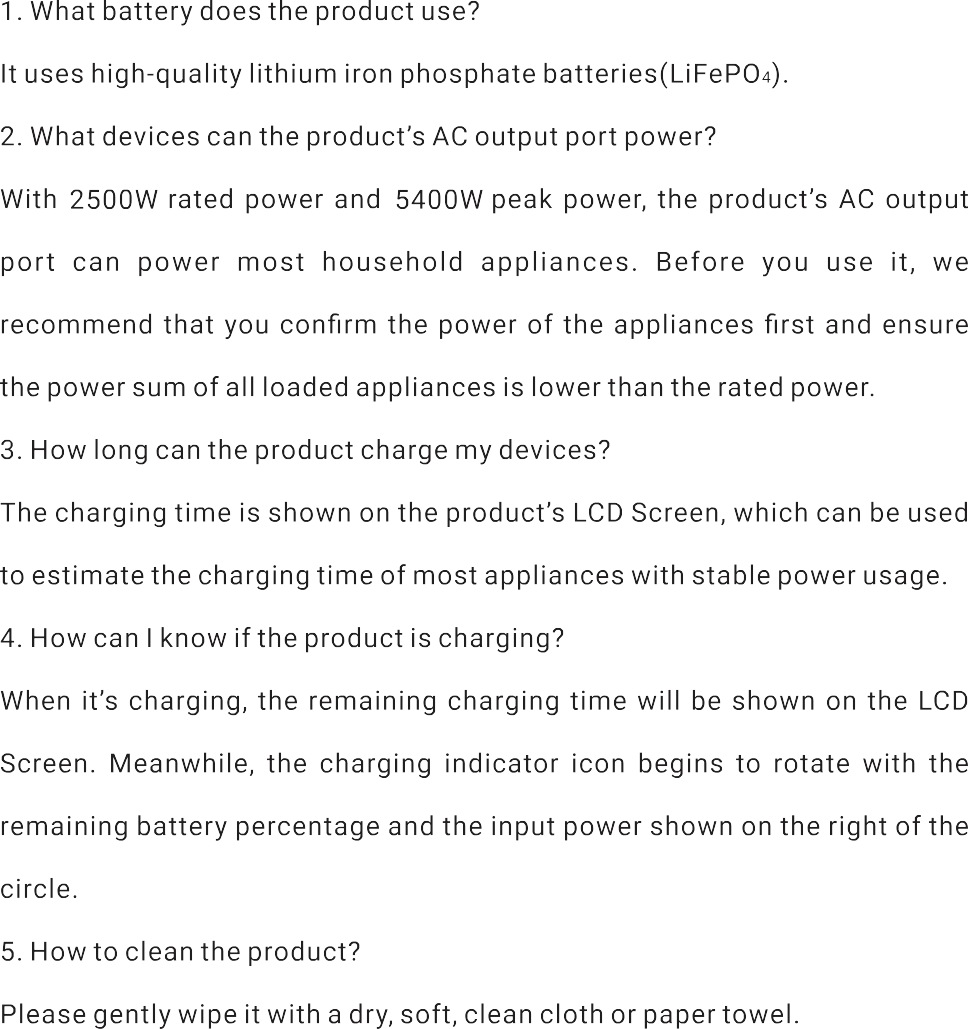 1. What battery does the product use?
It uses high-quality lithium iron phosphate batteries(LiFePO₄).
2. What devices can the product’s AC output port power?
With 2500W rated power and 5400W peak power, the product’s AC output
port can power most household appliances. Before you use it, we
recommend that you confirm the power of the appliances first and ensure
the power sum of all loaded appliances is lower than the rated power.
3. How long can the product charge my devices?
The charging time is shown on the product’s LCD Screen, which can be used
to estimate the charging time of most appliances with stable power usage.
4. How can I know if the product is charging?
When it’s charging, the remaining charging time will be shown on the LCD
Screen. Meanwhile, the charging indicator icon begins to rotate with the
remaining battery percentage and the input power shown on the right of the
circle.
5. How to clean the product?
Please gently wipe it with a dry, soft, clean cloth or paper towel.